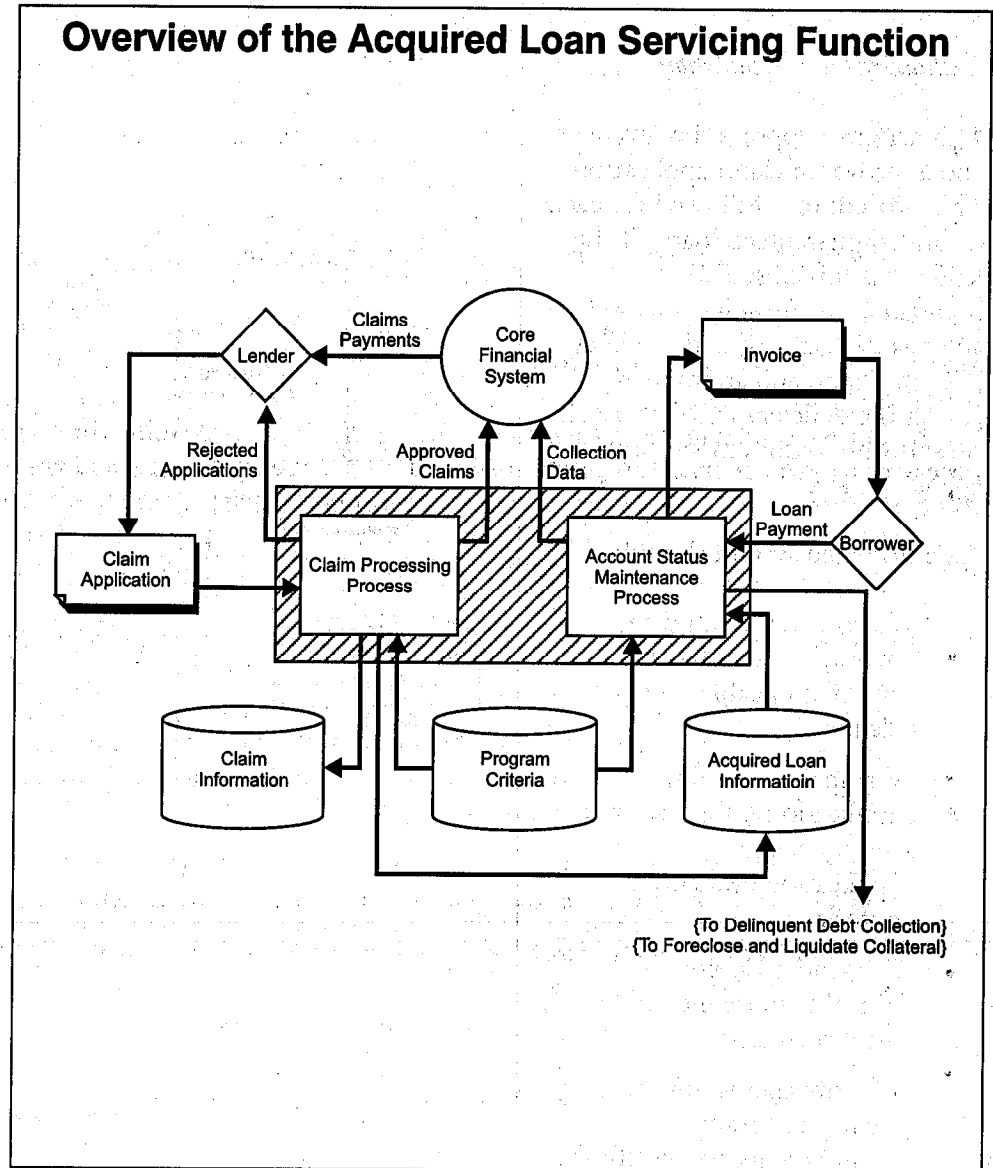 Overview of the Acquired Loan Servicing Function
Claims
Payments
Lender
Core
Financial
System
Invoice
Rejected
Applications
Approved
Claims
Collection
Data
Loan
Payment
Borrower
Claim
Application
Claim Processing
Process
Account Status
Maintenance
Process
Claim
Information
Program
Criteria
Acquired Loan
Informatioin
{To Delinquent Debt Collection}
{To Foreclose and Liquidate Collateral}